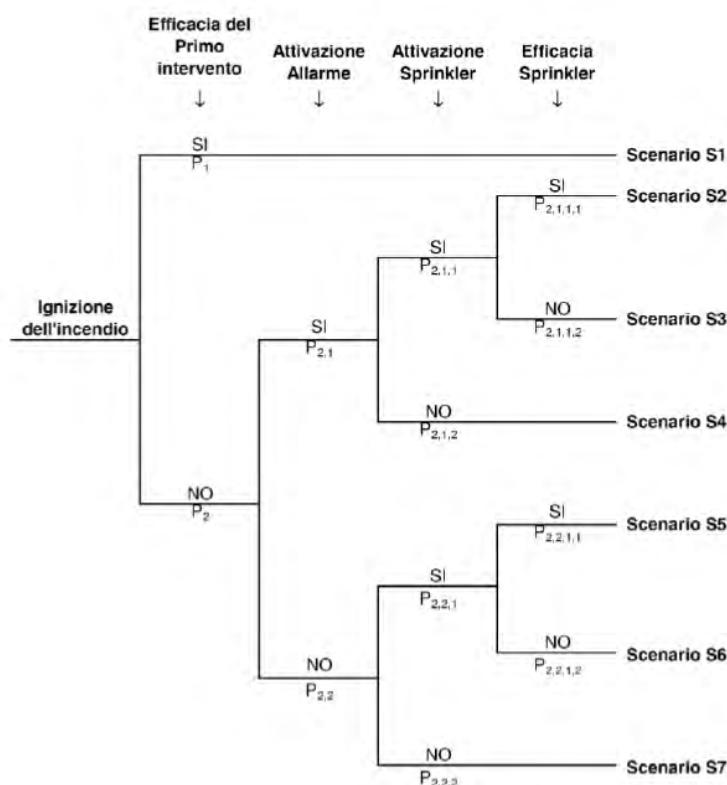 Efficacia del
Primo
intervento
Attivazione
Allarme
Attivazione
Sprinkler
Efficacia
Sprinkler
↓ ↓ ↓ ↓
SI
P1
Scenario S1
SI
P2,1,1,1
Scenario S2
SI
P2,1,1
Ignizione
dell'incendio
NO
P2,1,1,2
Scenario S3
SI
P2,1
NO
P2,1,2
Scenario S4
NO
P2
SI
P2,2,1,1
Scenario S5
SI
P2,2,1
NO
P2,2,1,2
Scenario S6
NO
P2,2
NO
P2,2,2
Scenario S7